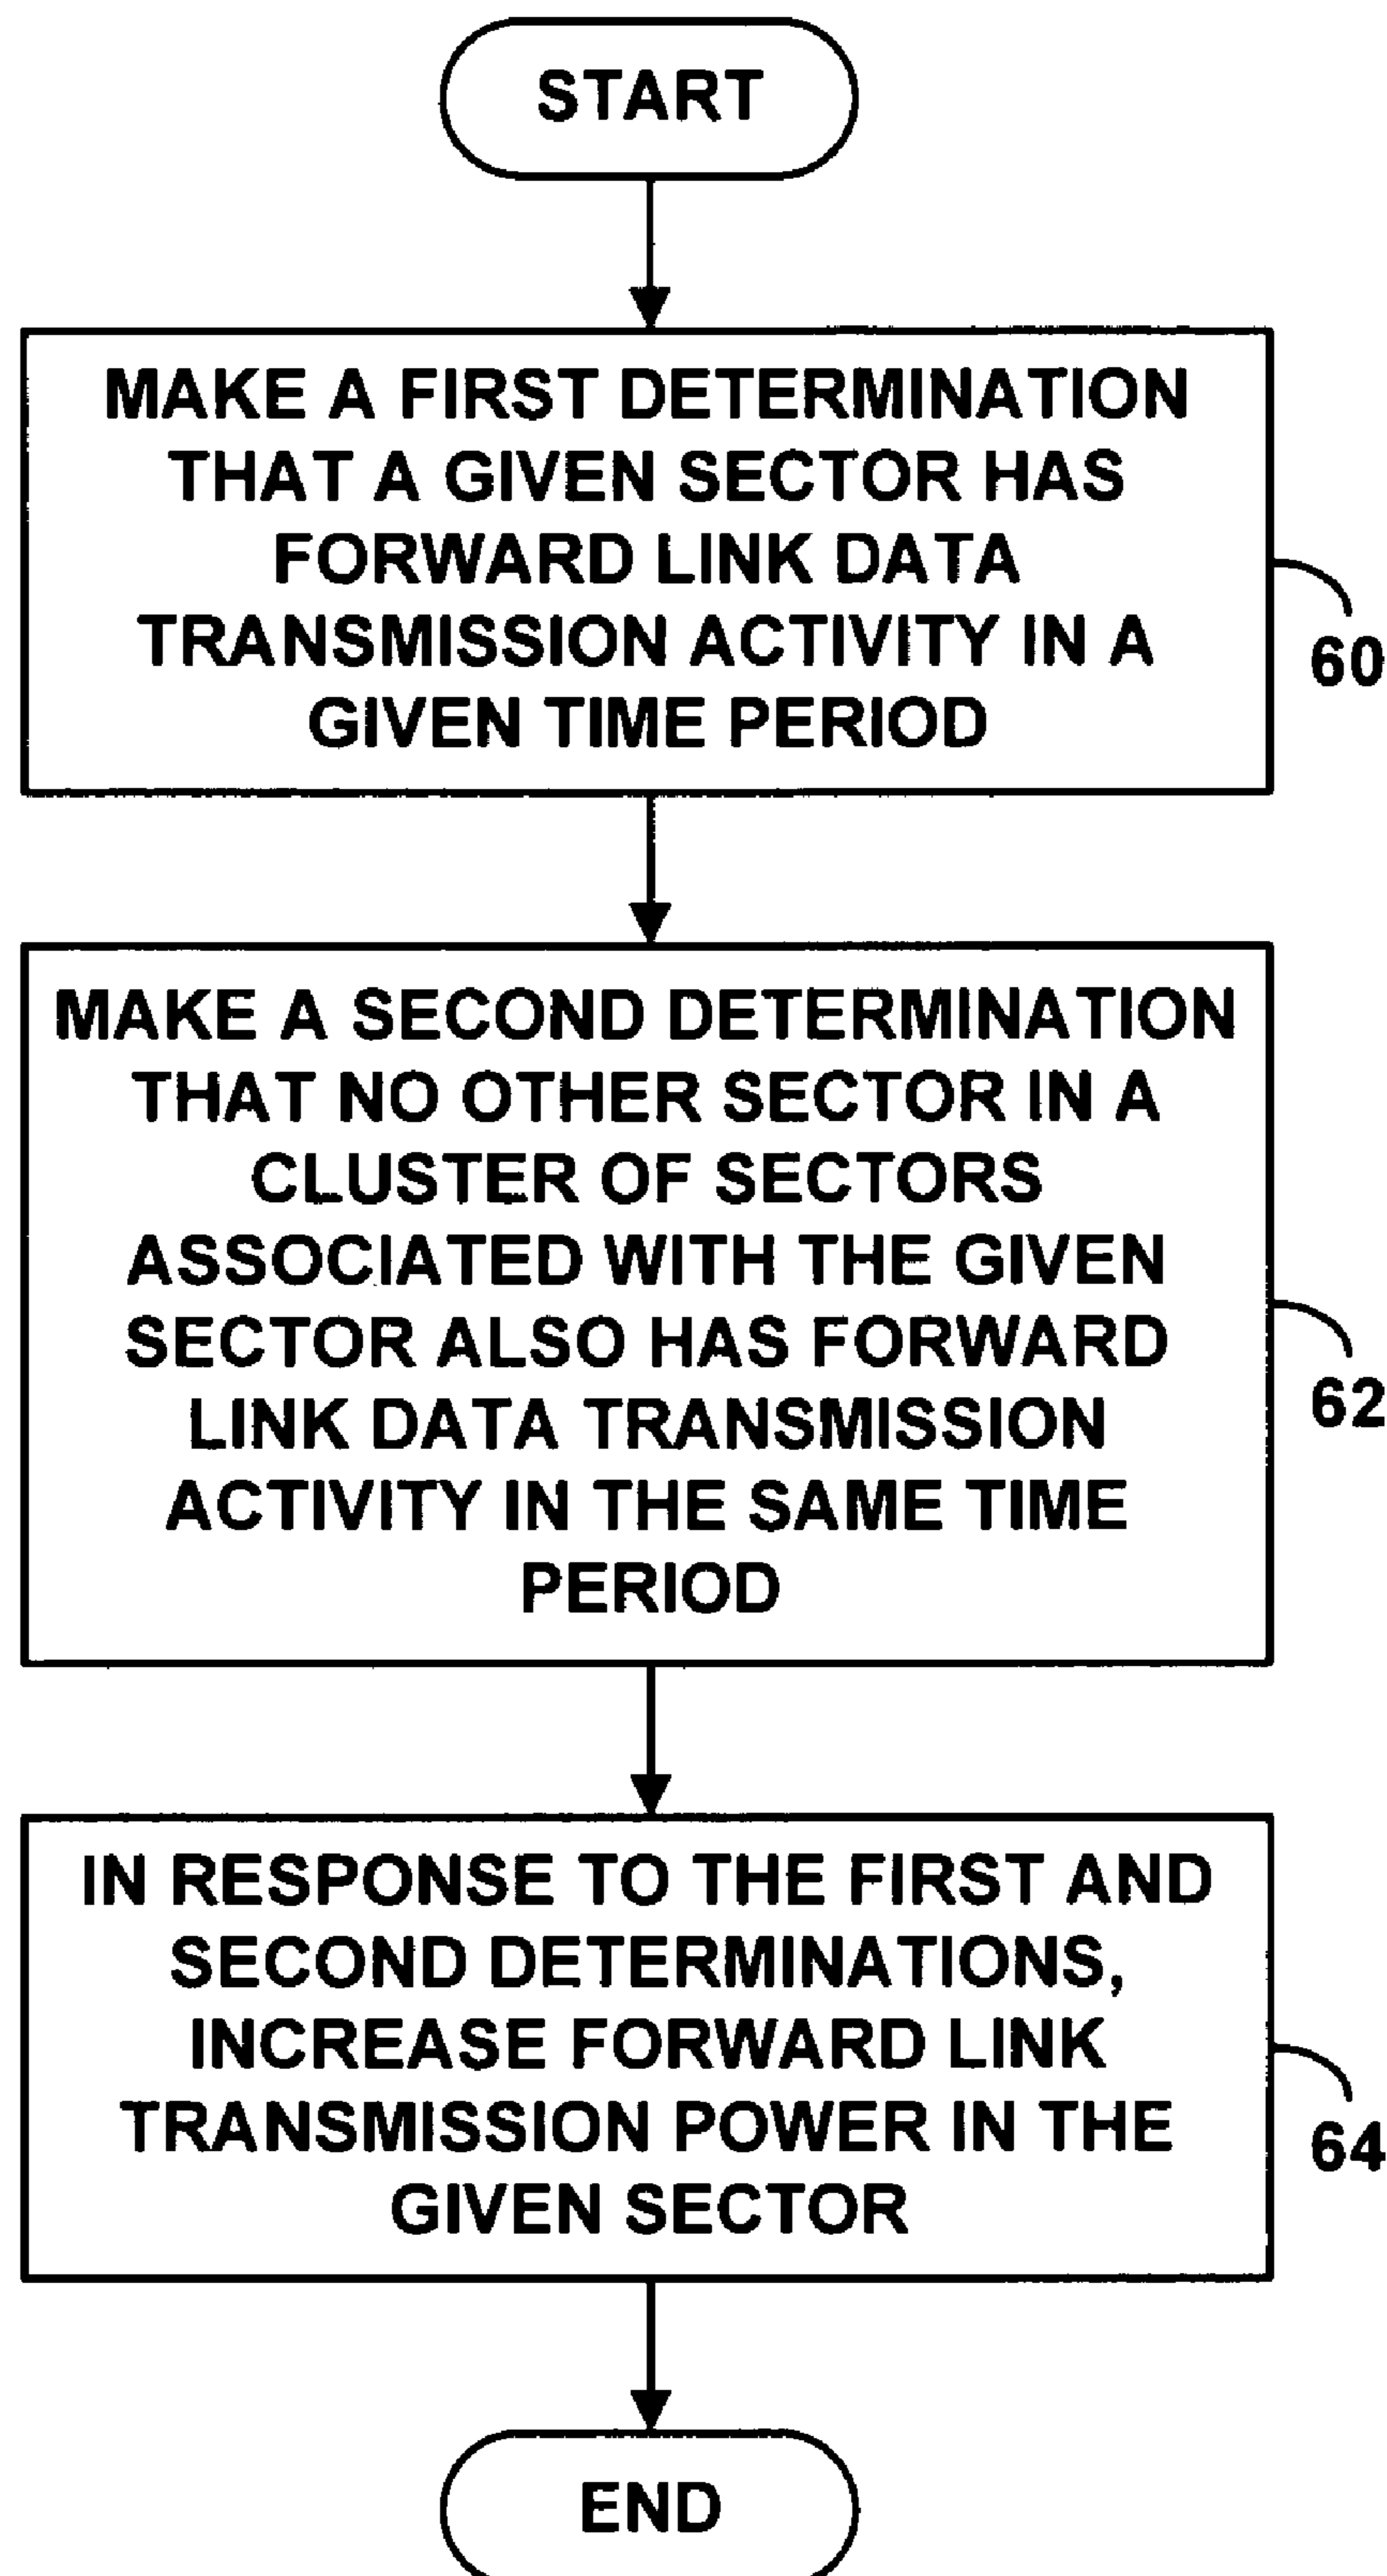 START
MAKE A FIRST DETERMINATION
THAT A GIVEN SECTOR HAS
FORWARD LINK DATA
TRANSMISSION ACTIVITY IN A
GIVEN TIME PERIOD
60
MAKE A SECOND DETERMINATION
THAT NO OTHER SECTOR IN A
CLUSTER OF SECTORS
ASSOCIATED WITH THE GIVEN
SECTOR ALSO HAS FORWARD
LINK DATA TRANSMISSION
ACTIVITY IN THE SAME TIME
PERIOD
62
IN RESPONSE TO THE FIRST AND
SECOND DETERMINATIONS,
INCREASE FORWARD LINK
TRANSMISSION POWER IN THE
GIVEN SECTOR
64
END